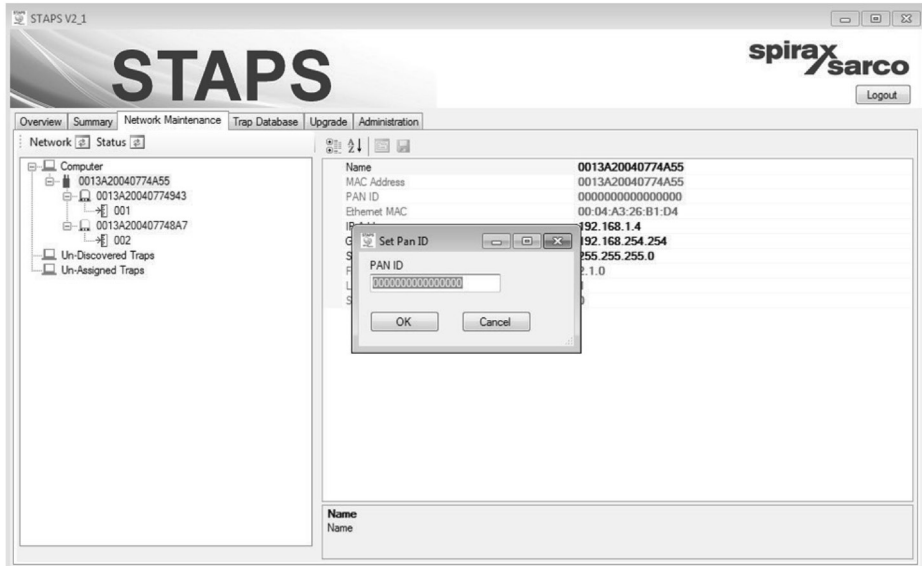 STAPS V2_1
STAPS
spirax
sarco
Logout
Overview Summary Network Maintenance Trap Database Upgrade Administration
Network Status
Computer
0013A20040774A55
0013A20040774943
001
0013A200407748A7
002
Un-Discovered Traps
Un-Assigned Traps
Name 0013A20040774A55
MAC Address 0013A20040774A55
PAN ID 0000000000000000
Ethernet MAC 00:04:A3:26:B1:D4
192.168.1.4
G 192.168.254.254
S 255.255.255.0
F 2.1.0
L
S
Set Pan ID
PAN ID
0000000000000000
OK Cancel
Name
Name